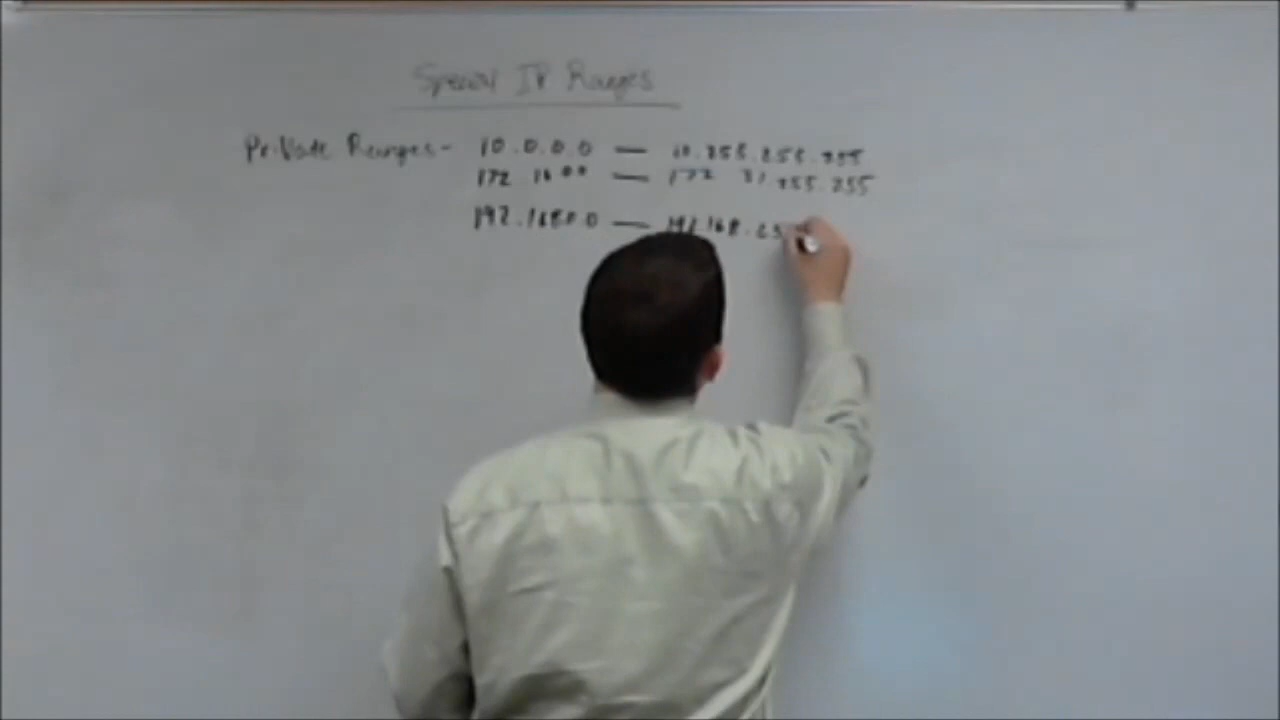 Special IP Ranges
Private Ranges - 10.0.0.0 — 10.255.255.255
172.16.0.0 — 172.31.255.255
192.168.0.0 — 192.168.25